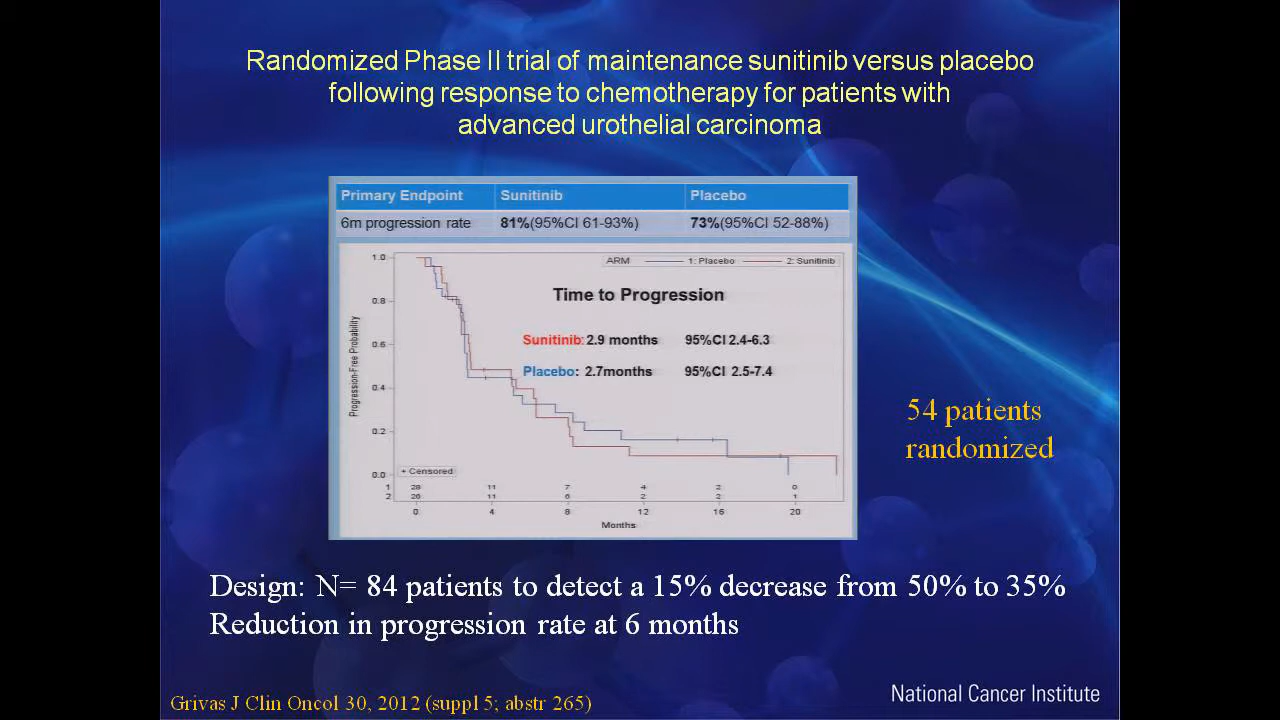 Randomized Phase II trial of maintenance sunitinib versus placebo
following response to chemotherapy for patients with
advanced urothelial carcinoma
Primary Endpoint Sunitinib Placebo
6m progression rate 81%(95%CI 61-93%) 73%(95%CI 52-88%)
ARM 1: Placebo 2: Sunitinib
Time to Progression
Sunitinib: 2.9 months 95%CI 2.4-6.3
Placebo: 2.7months 95%CI 2.5-7.4
Progression-Free Probability
1.0
0.8
0.6
0.4
0.2
0.0
+ Censored
1 28 11 7 4 2 0
2 26 11 6 2 2 1
0 4 8 12 16 20
Months
54 patients
randomized
Design: N= 84 patients to detect a 15% decrease from 50% to 35%
Reduction in progression rate at 6 months
Grivas J Clin Oncol 30, 2012 (suppl 5; abstr 265)
National Cancer Institute